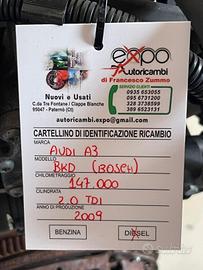 expo
Autoricambi
di Francesco Zummo
Nuovi e Usati
C.da Tre Fontane / Ciappe Bianche
95047 - Paternò (Ct)
SERVIZIO CLIENTI
0935 653055
095 6731200
328 3738599
389 6523131
autoricambi.expo@gmail.com
CARTELLINO DI IDENTIFICAZIONE RICAMBIO
MARCA
AUDI A3
MODELLO
BKD (BOSCH)
CHILOMETRAGGIO
147.000
CILINDRATA
2.0 TDI
ANNO DI PRODUZIONE
2009
BENZINA
DIESEL
Subito